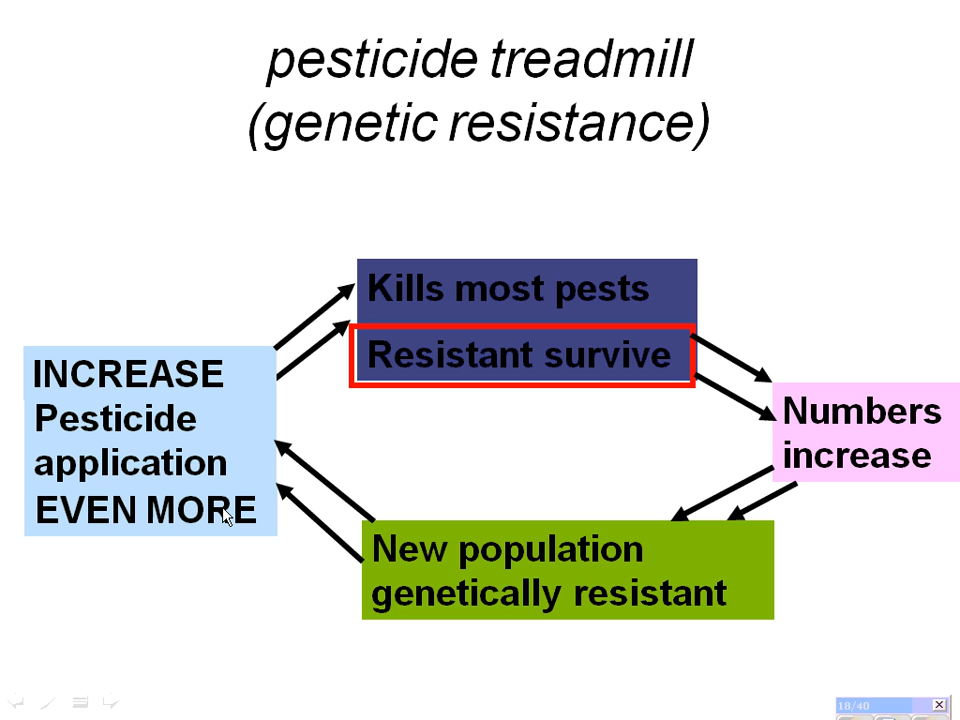 pesticide treadmill
(genetic resistance)
Kills most pests
Resistant survive
INCREASE
Pesticide
application
EVEN MORE
Numbers
increase
New population
genetically resistant
18/40